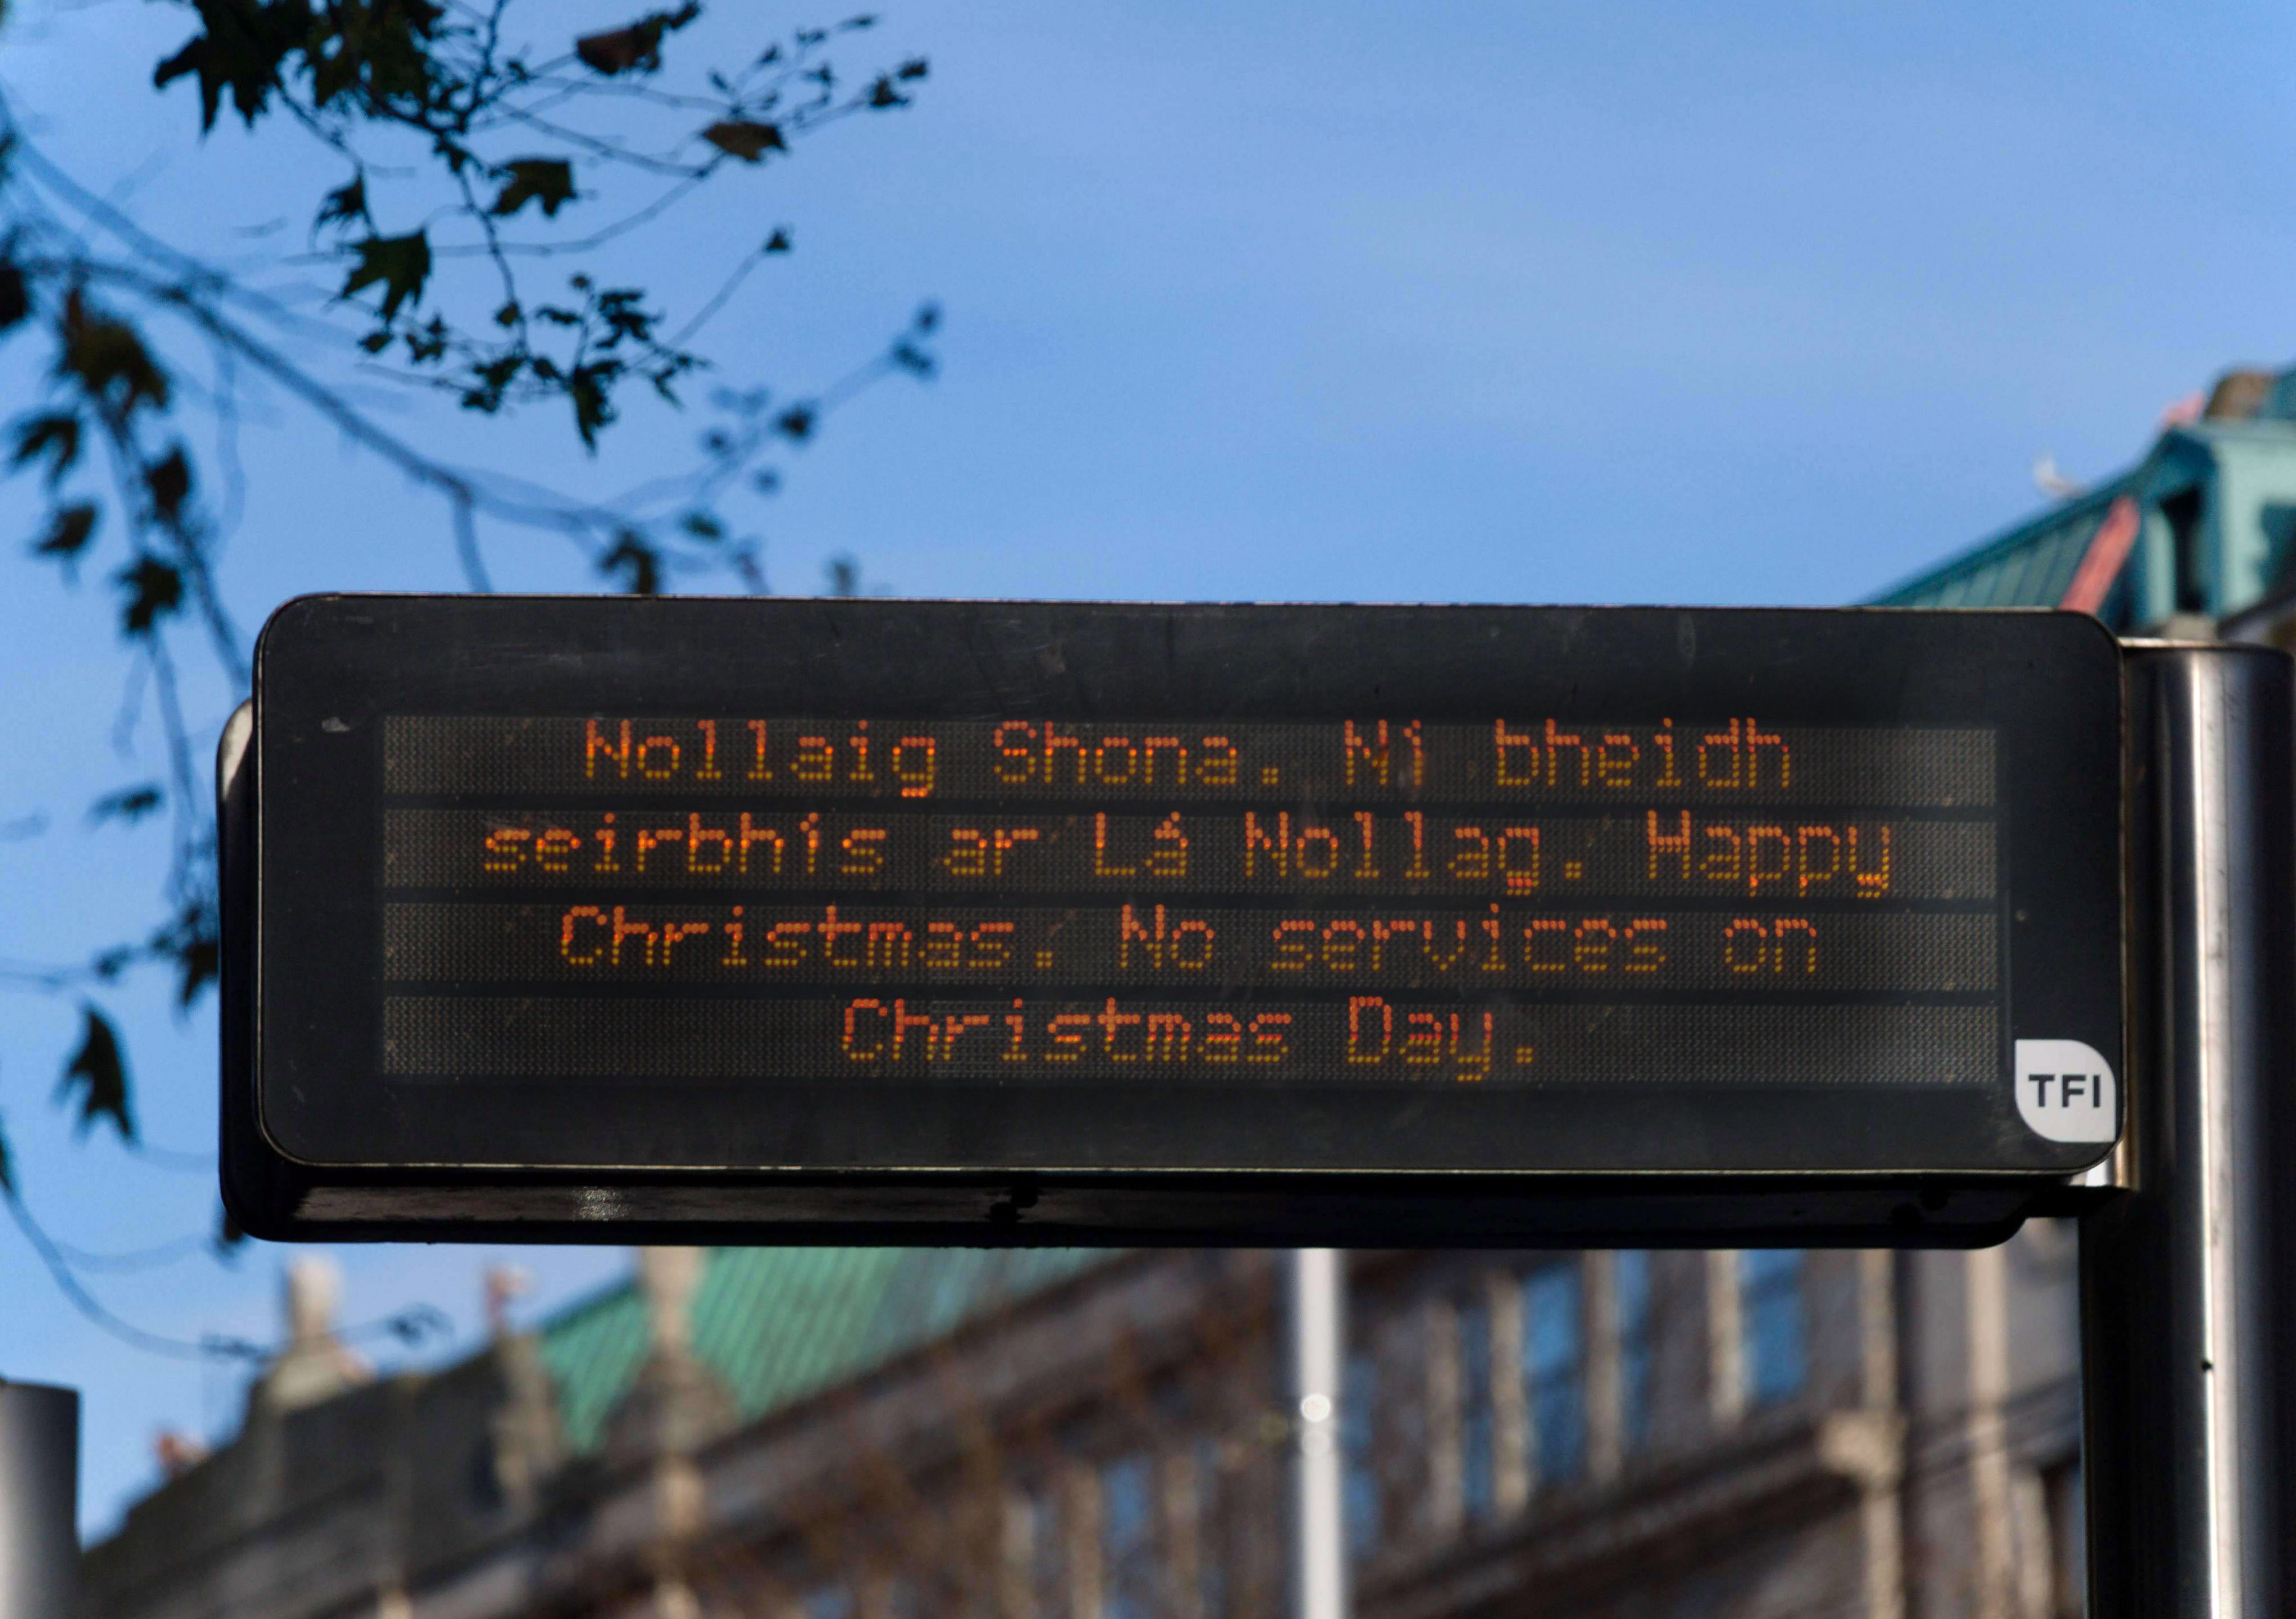 Nollaig Shona. Ní bheidh
seirbhís ar Lá Nollag. Happy
Christmas. No services on
Christmas Day.
TFI